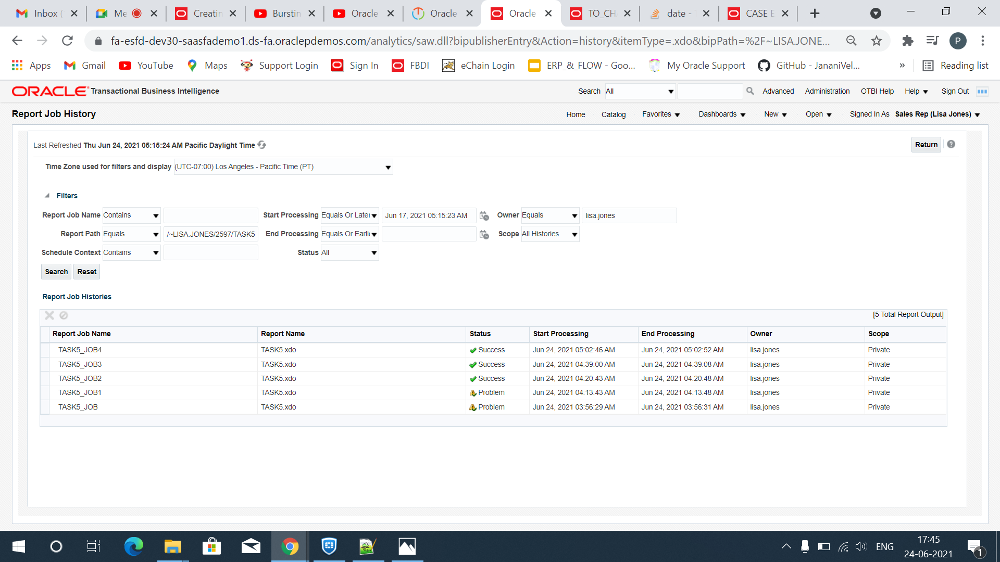 Inbox (
Me
Creatin
Burstin
Oracle
Oracle
Oracle
TO_CH
date -
CASE E
fa-esfd-dev30-saasfademo1.ds-fa.oraclepdemos.com/analytics/saw.dll?bipublisherEntry&Action=history&itemType=.xdo&bipPath=%2F~LISA.JONE...
P
Apps
Gmail
YouTube
Maps
Support Login
Sign In
FBDI
eChain Login
ERP_&_FLOW - Goo...
My Oracle Support
GitHub - JananiVel...
»
Reading list
ORACLE Transactional Business Intelligence
Search All
Advanced
Administration
OTBI Help
Help
Sign Out
Report Job History
Home
Catalog
Favorites
Dashboards
New
Open
Signed In As Sales Rep (Lisa Jones)
Last Refreshed Thu Jun 24, 2021 05:15:24 AM Pacific Daylight Time
Return
?
Time Zone used for filters and display (UTC-07:00) Los Angeles - Pacific Time (PT)
Filters
Report Job Name Contains
Start Processing Equals Or Later Jun 17, 2021 05:15:23 AM
Owner Equals lisa.jones
Report Path Equals /~LISA.JONES/2597/TASK5
End Processing Equals Or Earli
Scope All Histories
Schedule Context Contains
Status All
Search Reset
Report Job Histories
[5 Total Report Output]
Report Job Name Report Name Status Start Processing End Processing Owner Scope
TASK5_JOB4 TASK5.xdo Success Jun 24, 2021 05:02:46 AM Jun 24, 2021 05:02:52 AM lisa.jones Private
TASK5_JOB3 TASK5.xdo Success Jun 24, 2021 04:39:00 AM Jun 24, 2021 04:39:08 AM lisa.jones Private
TASK5_JOB2 TASK5.xdo Success Jun 24, 2021 04:20:43 AM Jun 24, 2021 04:20:48 AM lisa.jones Private
TASK5_JOB1 TASK5.xdo Problem Jun 24, 2021 04:13:43 AM Jun 24, 2021 04:13:48 AM lisa.jones Private
TASK5_JOB TASK5.xdo Problem Jun 24, 2021 03:56:29 AM Jun 24, 2021 03:56:31 AM lisa.jones Private
ENG
17:45
24-06-2021
1